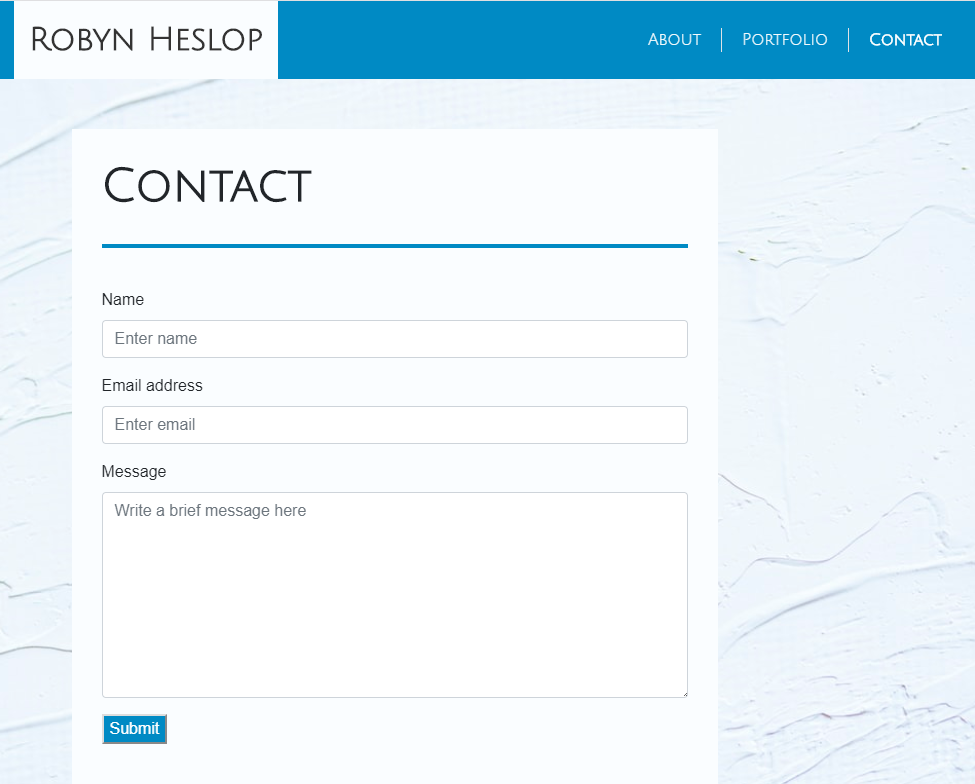 Robyn Heslop
About
Portfolio
Contact
Contact
Name
Enter name
Email address
Enter email
Message
Write a brief message here
Submit